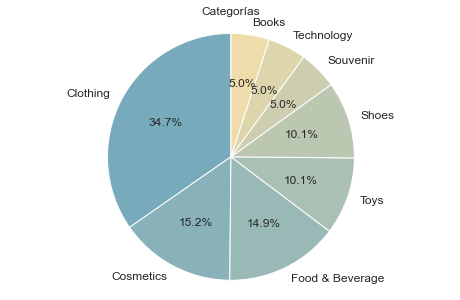 Categorías
Books
Technology
Souvenir
Clothing
Shoes
Toys
Food & Beverage
Cosmetics
5.0%
5.0%
5.0%
34.7%
10.1%
10.1%
14.9%
15.2%